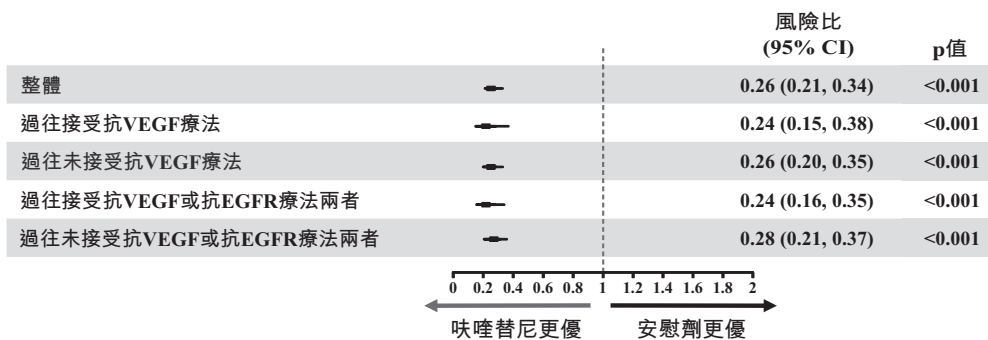 風險比
(95% CI) p值
整體 0.26 (0.21, 0.34) <0.001
過往接受抗VEGF療法 0.24 (0.15, 0.38) <0.001
過往未接受抗VEGF療法 0.26 (0.20, 0.35) <0.001
過往接受抗VEGF或抗EGFR療法兩者 0.24 (0.16, 0.35) <0.001
過往未接受抗VEGF或抗EGFR療法兩者 0.28 (0.21, 0.37) <0.001
0 0.2 0.4 0.6 0.8 1 1.2 1.4 1.6 1.8 2
呋喹替尼更優 安慰劑更優